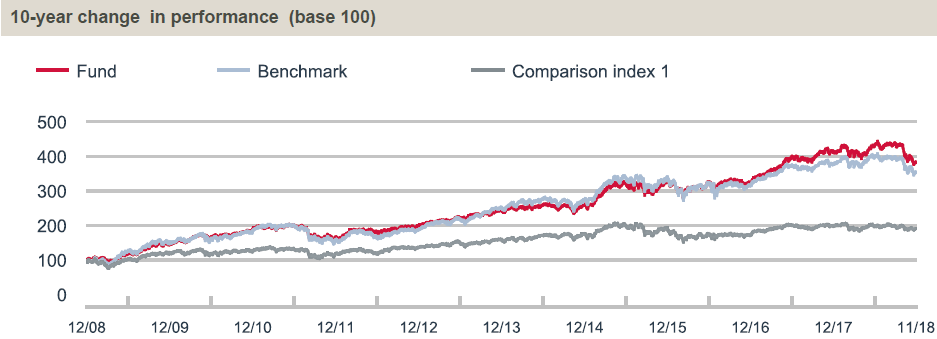 10-year change in performance (base 100)
Fund Benchmark Comparison index 1
500
400
300
200
100
0
12/08 12/09 12/10 12/11 12/12 12/13 12/14 12/15 12/16 12/17 11/18